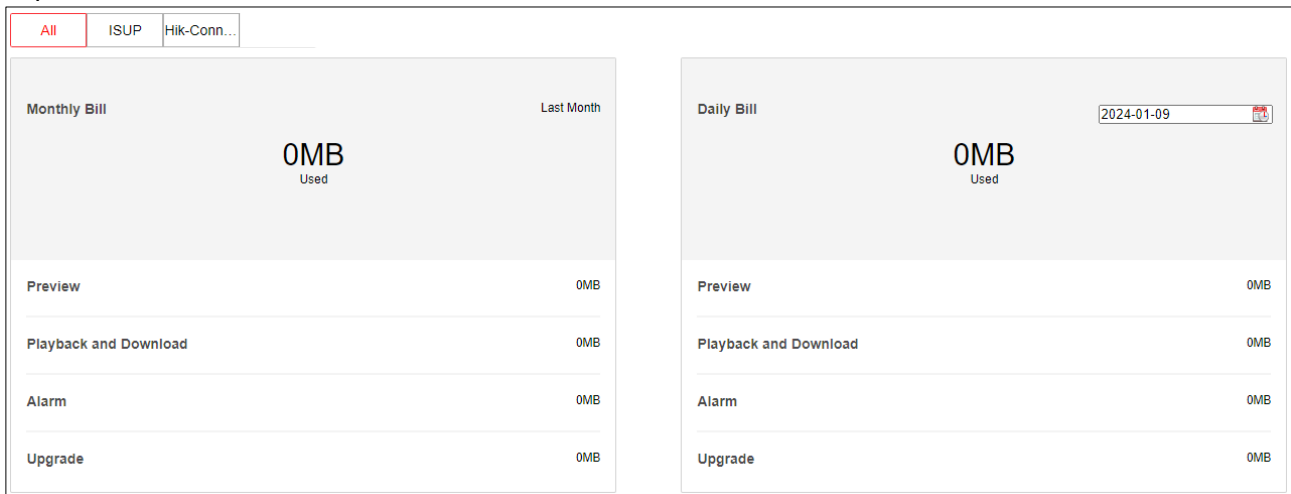 All ISUP Hik-Conn...
Monthly Bill Last Month
0MB
Used
Preview 0MB
Playback and Download 0MB
Alarm 0MB
Upgrade 0MB
Daily Bill 2024-01-09
0MB
Used
Preview 0MB
Playback and Download 0MB
Alarm 0MB
Upgrade 0MB